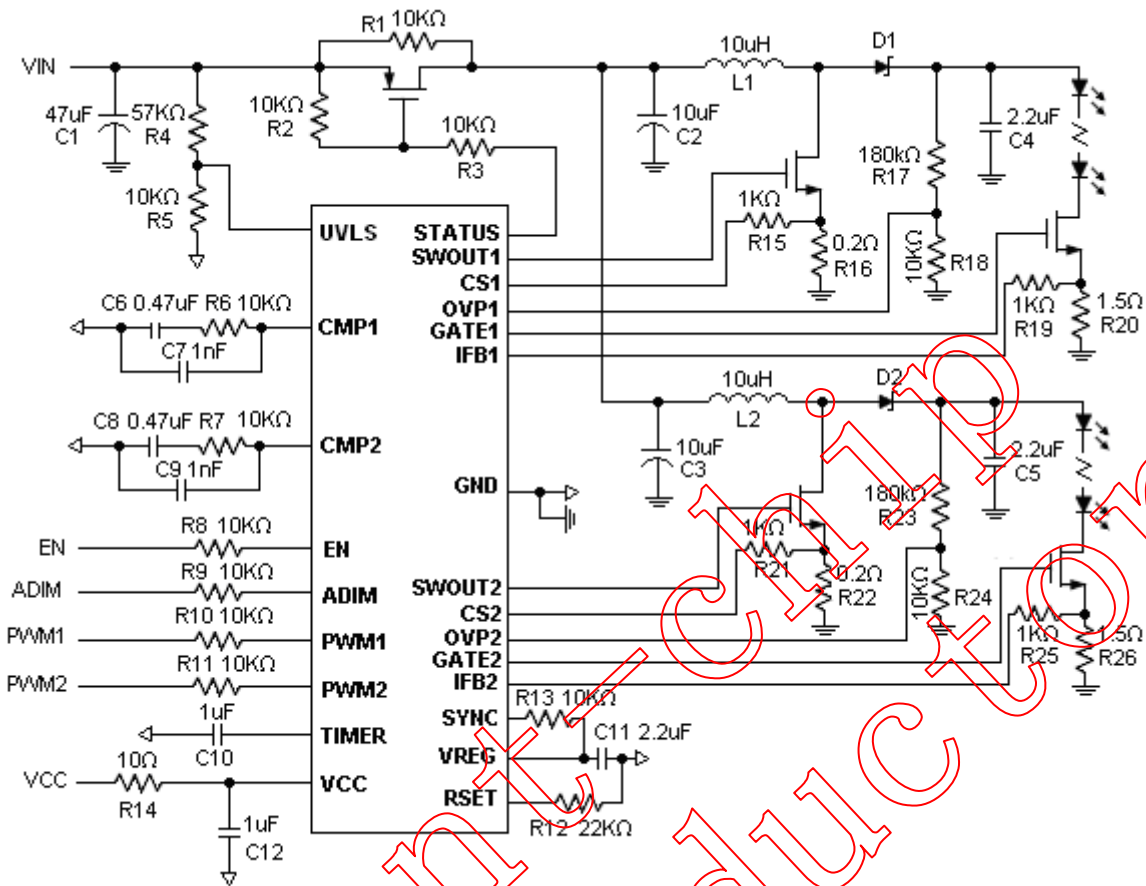 R1 10KΩ
VIN
10uH
L1
D1
47uF
C1
57KΩ
R4
10KΩ
R2
10KΩ
R3
10uF
C2
2.2uF
C4
180kΩ
R17
10KΩ
R5
1KΩ
R15
0.2Ω
R16
10KΩ
R18
1KΩ
R19
1.5Ω
R20
UVLS
STATUS
SWOUT1
CS1
OVP1
GATE1
IFB1
C6 0.47uF R6 10KΩ
C7 1nF
CMP1
C8 0.47uF R7 10KΩ
C9 1nF
CMP2
10uH
L2
D2
10uF
C3
2.2uF
C5
180kΩ
R23
GND
1KΩ
R21
0.2Ω
R22
10KΩ
R24
1KΩ
R25
1.5Ω
R26
EN
R8 10KΩ
EN
ADIM
R9 10KΩ
ADIM
PWM1
R10 10KΩ
PWM1
PWM2
R11 10KΩ
PWM2
SWOUT2
CS2
OVP2
GATE2
IFB2
1uF
C10
TIMER
SYNC
R13 10KΩ
C11 2.2uF
VREG
VCC
10Ω
R14
VCC
RSET
R12 22KΩ
1uF
C12